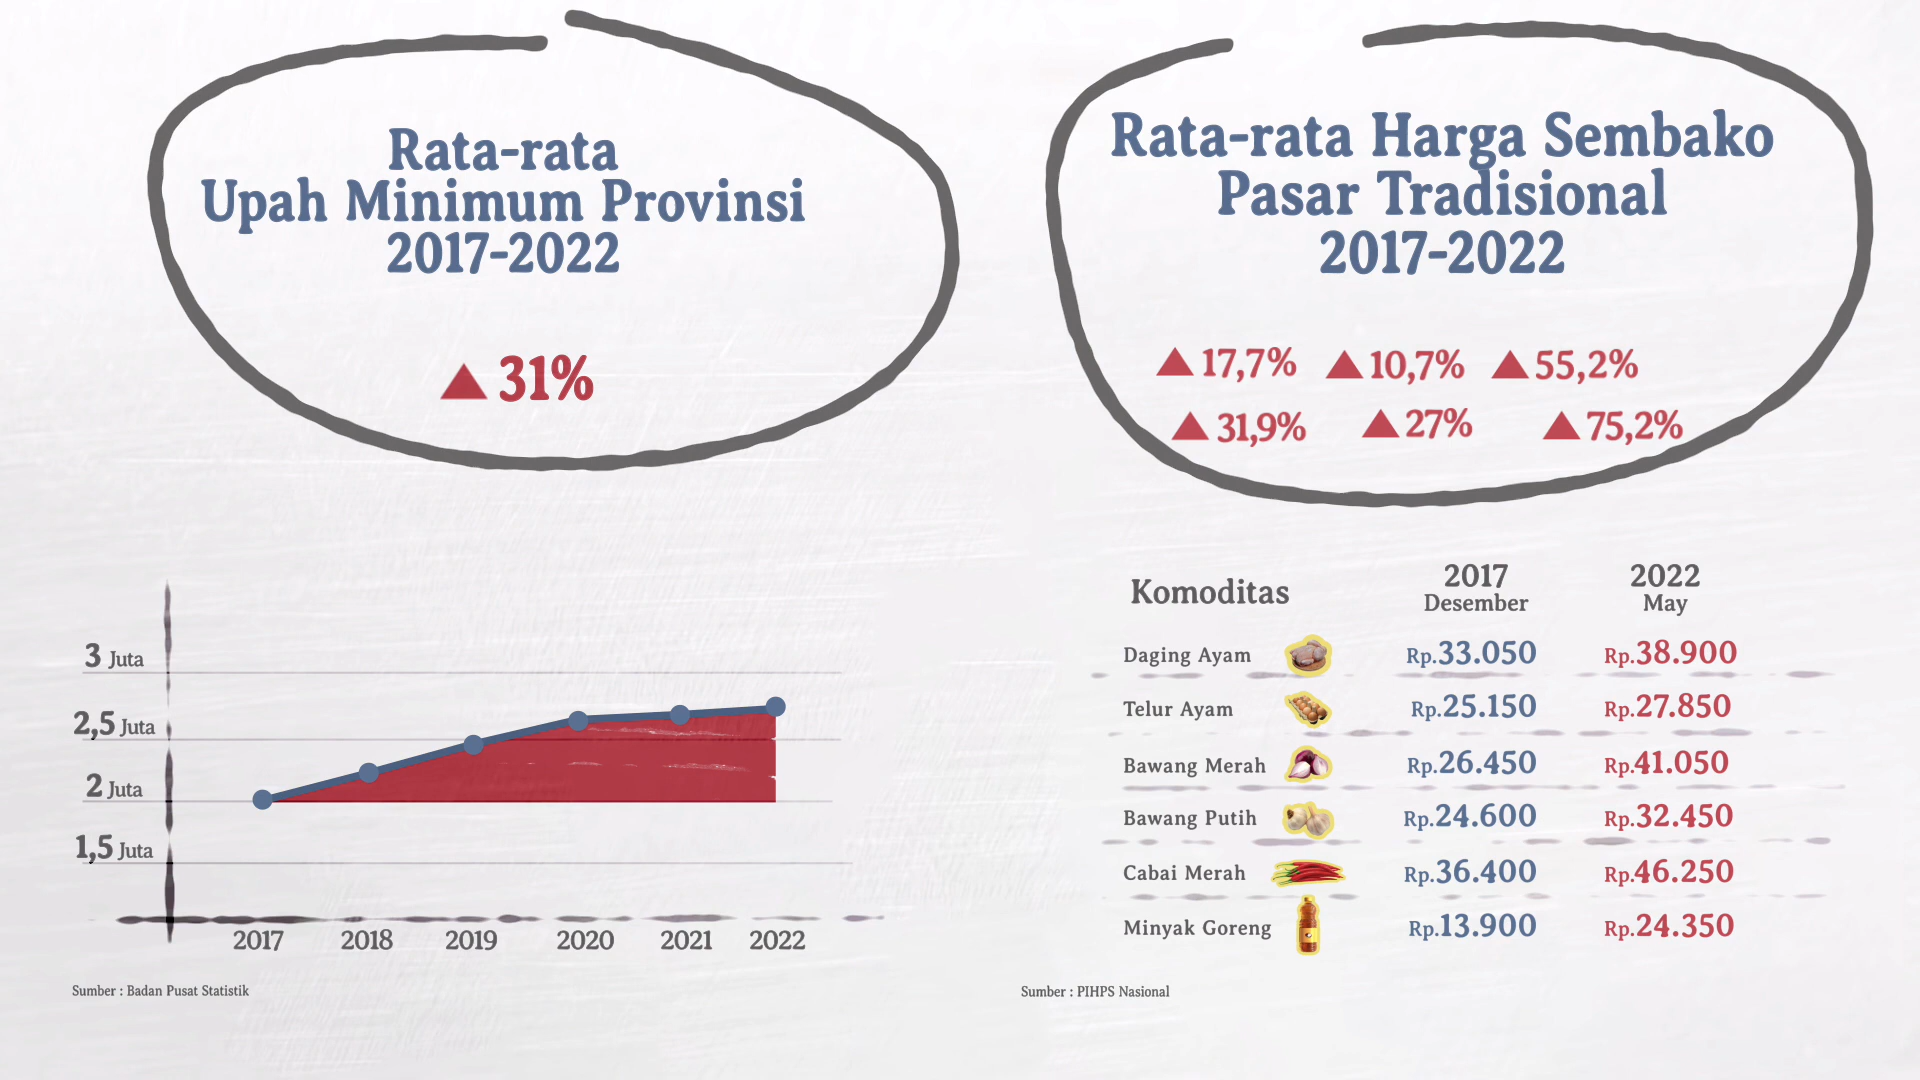 Rata-rata
Upah Minimum Provinsi
2017-2022
31%
3 Juta
2,5 Juta
2 Juta
1,5 Juta
2017 2018 2019 2020 2021 2022
Sumber : Badan Pusat Statistik
Rata-rata Harga Sembako
Pasar Tradisional
2017-2022
17,7% 10,7% 55,2%
31,9% 27% 75,2%
Komoditas 2017 2022
Desember May
Daging Ayam Rp.33.050 Rp.38.900
Telur Ayam Rp.25.150 Rp.27.850
Bawang Merah Rp.26.450 Rp.41.050
Bawang Putih Rp.24.600 Rp.32.450
Cabai Merah Rp.36.400 Rp.46.250
Minyak Goreng Rp.13.900 Rp.24.350
Sumber : PIHPS Nasional